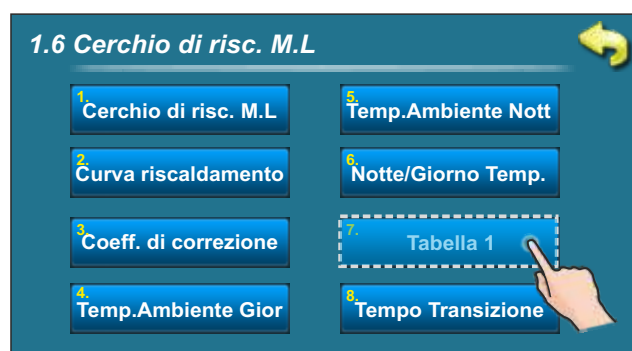 1.6 Cerchio di risc. M.L
1.
Cerchio di risc. M.L
2.
Curva riscaldamento
3.
Coeff. di correzione
4.
Temp.Ambiente Gior
5.
Temp.Ambiente Nott
6.
Notte/Giorno Temp.
7.
Tabella 1
8.
Tempo Transizione